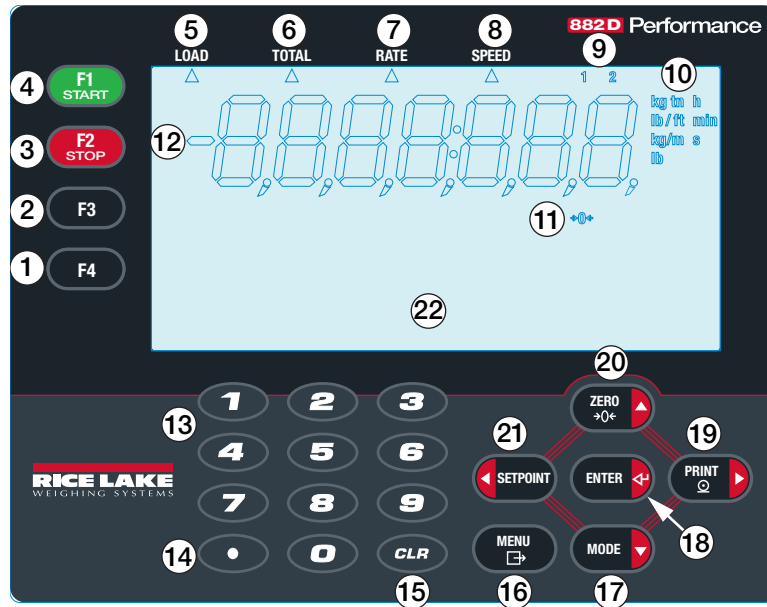 882D Performance
5 6 7 8 9
LOAD TOTAL RATE SPEED
1 2
10
4 F1 START
kg tn h
lb / ft min
kg/m s
lb
12
3 F2 STOP
2 F3
11 →0←
1 F4
22
20
13 1 2 3
ZERO →0←
21 19
4 5 6
SETPOINT ENTER PRINT
RICE LAKE
WEIGHING SYSTEMS
7 8 9
18
14 . 0 CLR
MENU MODE
15 16 17